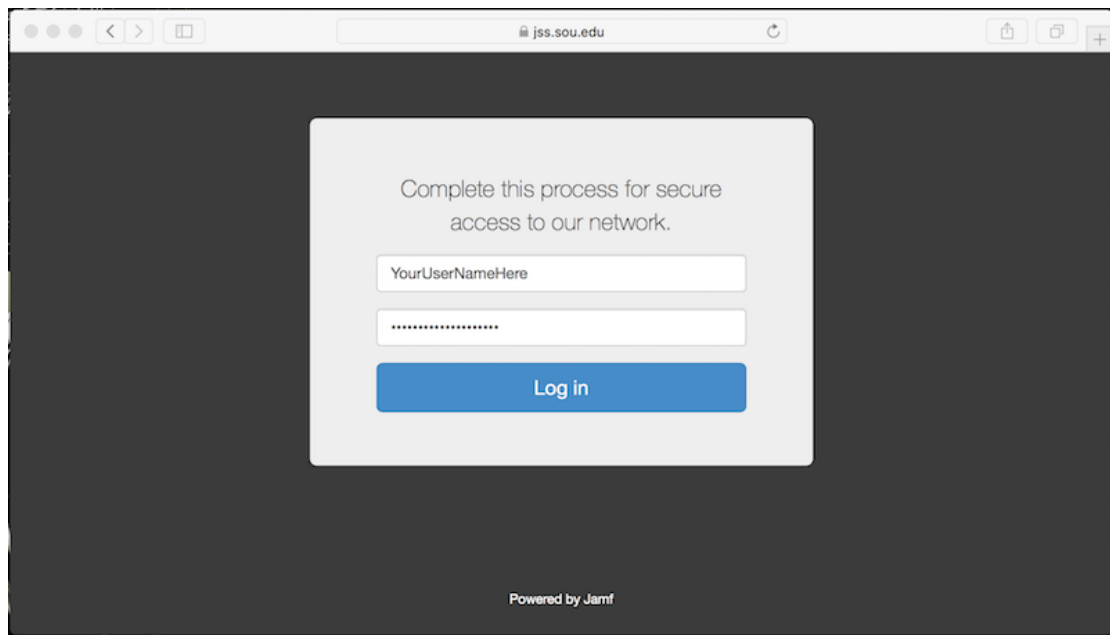 jss.sou.edu
Complete this process for secure
access to our network.
YourUserNameHere
••••••••••••••••••••
Log in
Powered by Jamf